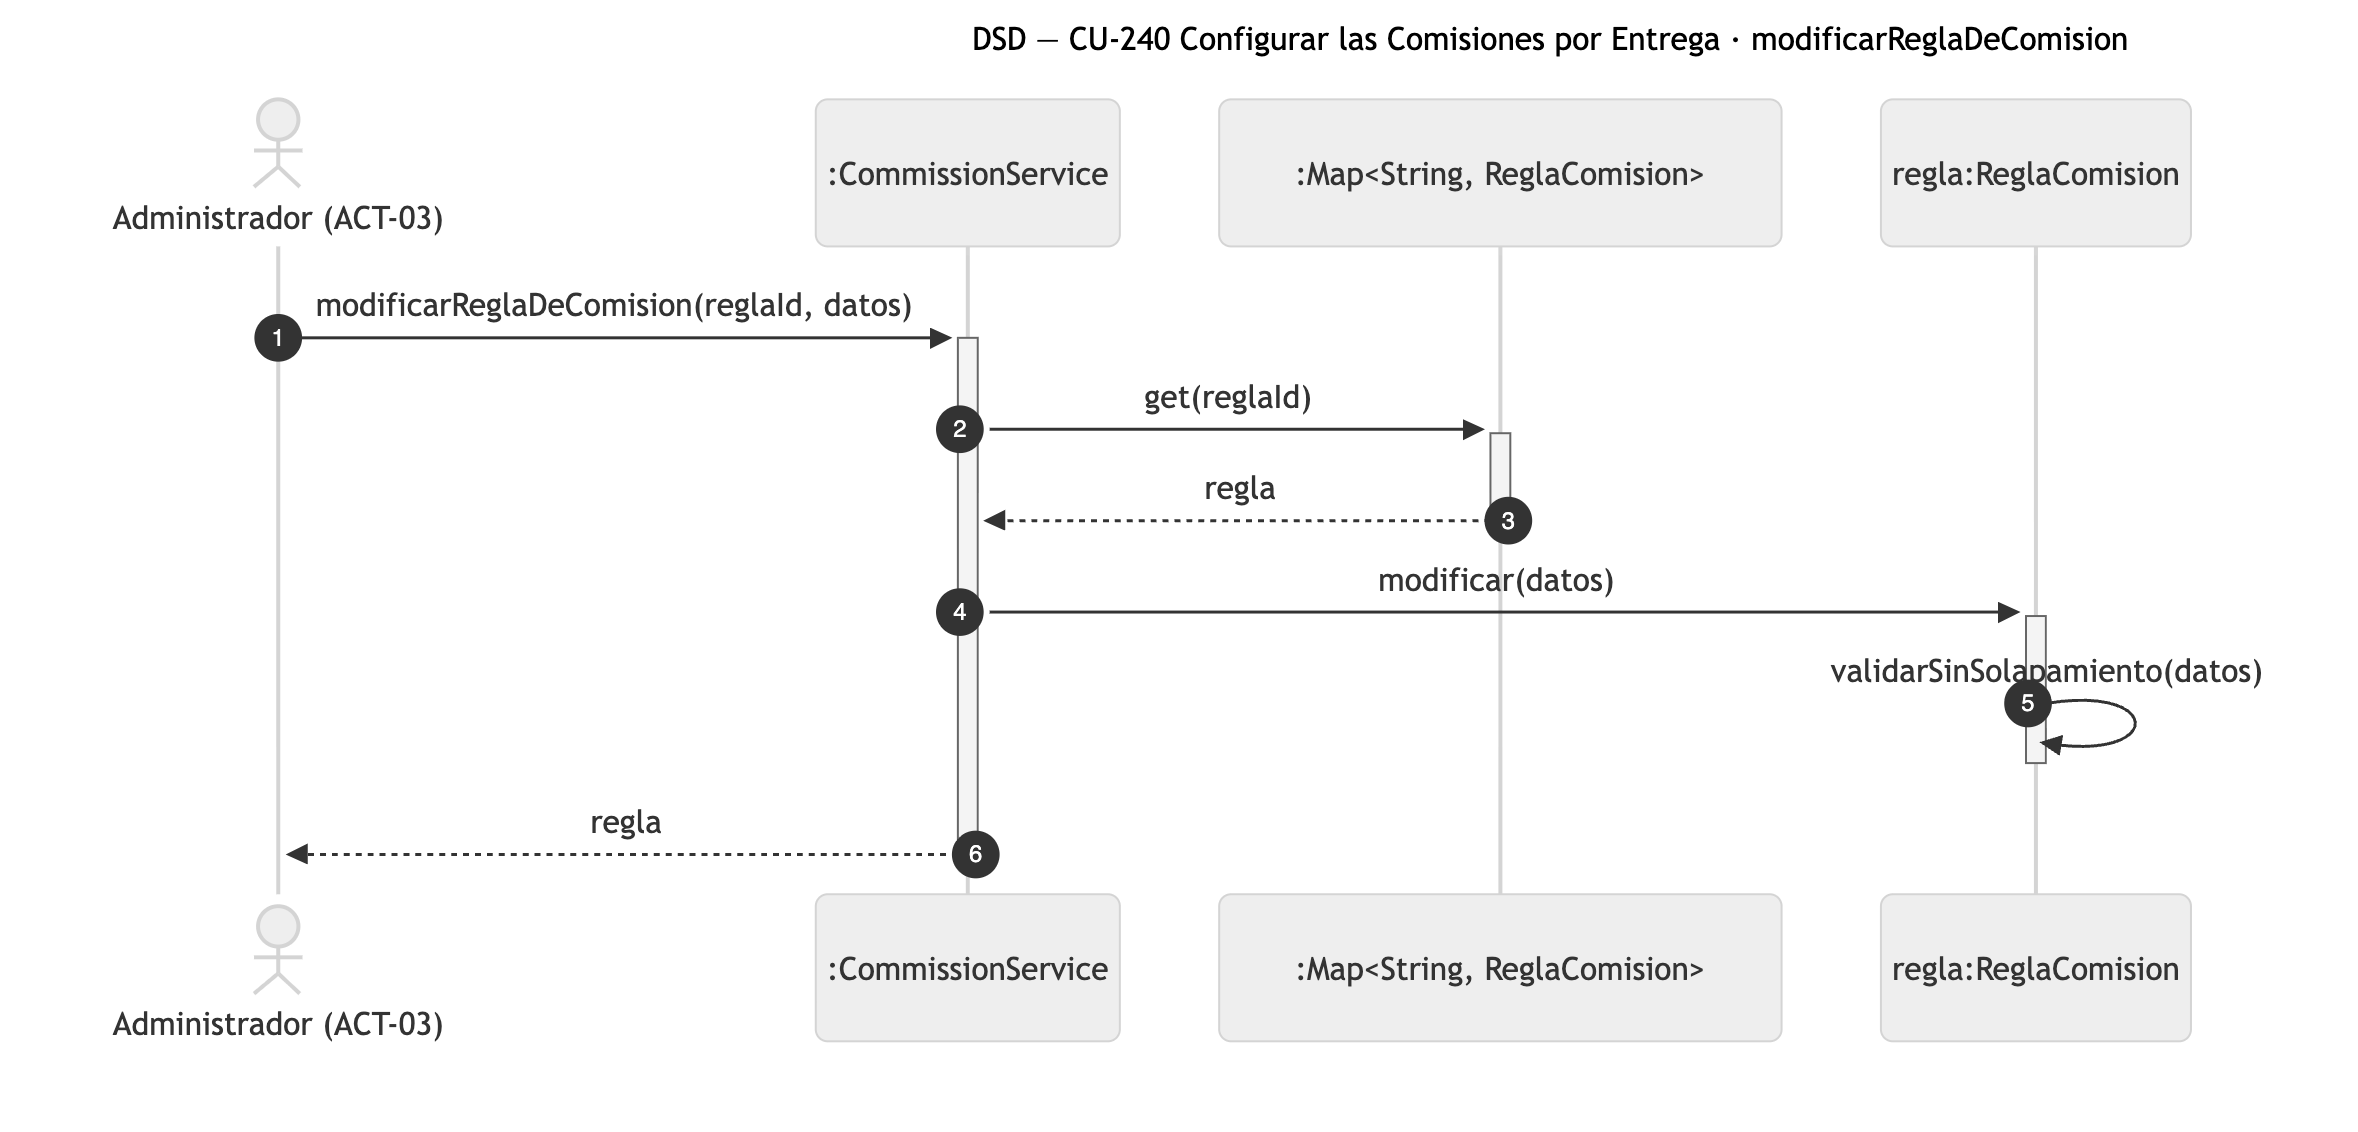 DSD — CU-240 Configurar las Comisiones por Entrega · modificarReglaDeComision
Administrador (ACT-03)
:CommissionService
:Map<String, ReglaComision>
regla:ReglaComision
modificarReglaDeComision(reglaId, datos)
1
get(reglaId)
2
regla
3
modificar(datos)
4
validarSinSolapamiento(datos)
5
regla
6
Administrador (ACT-03)
:CommissionService
:Map<String, ReglaComision>
regla:ReglaComision